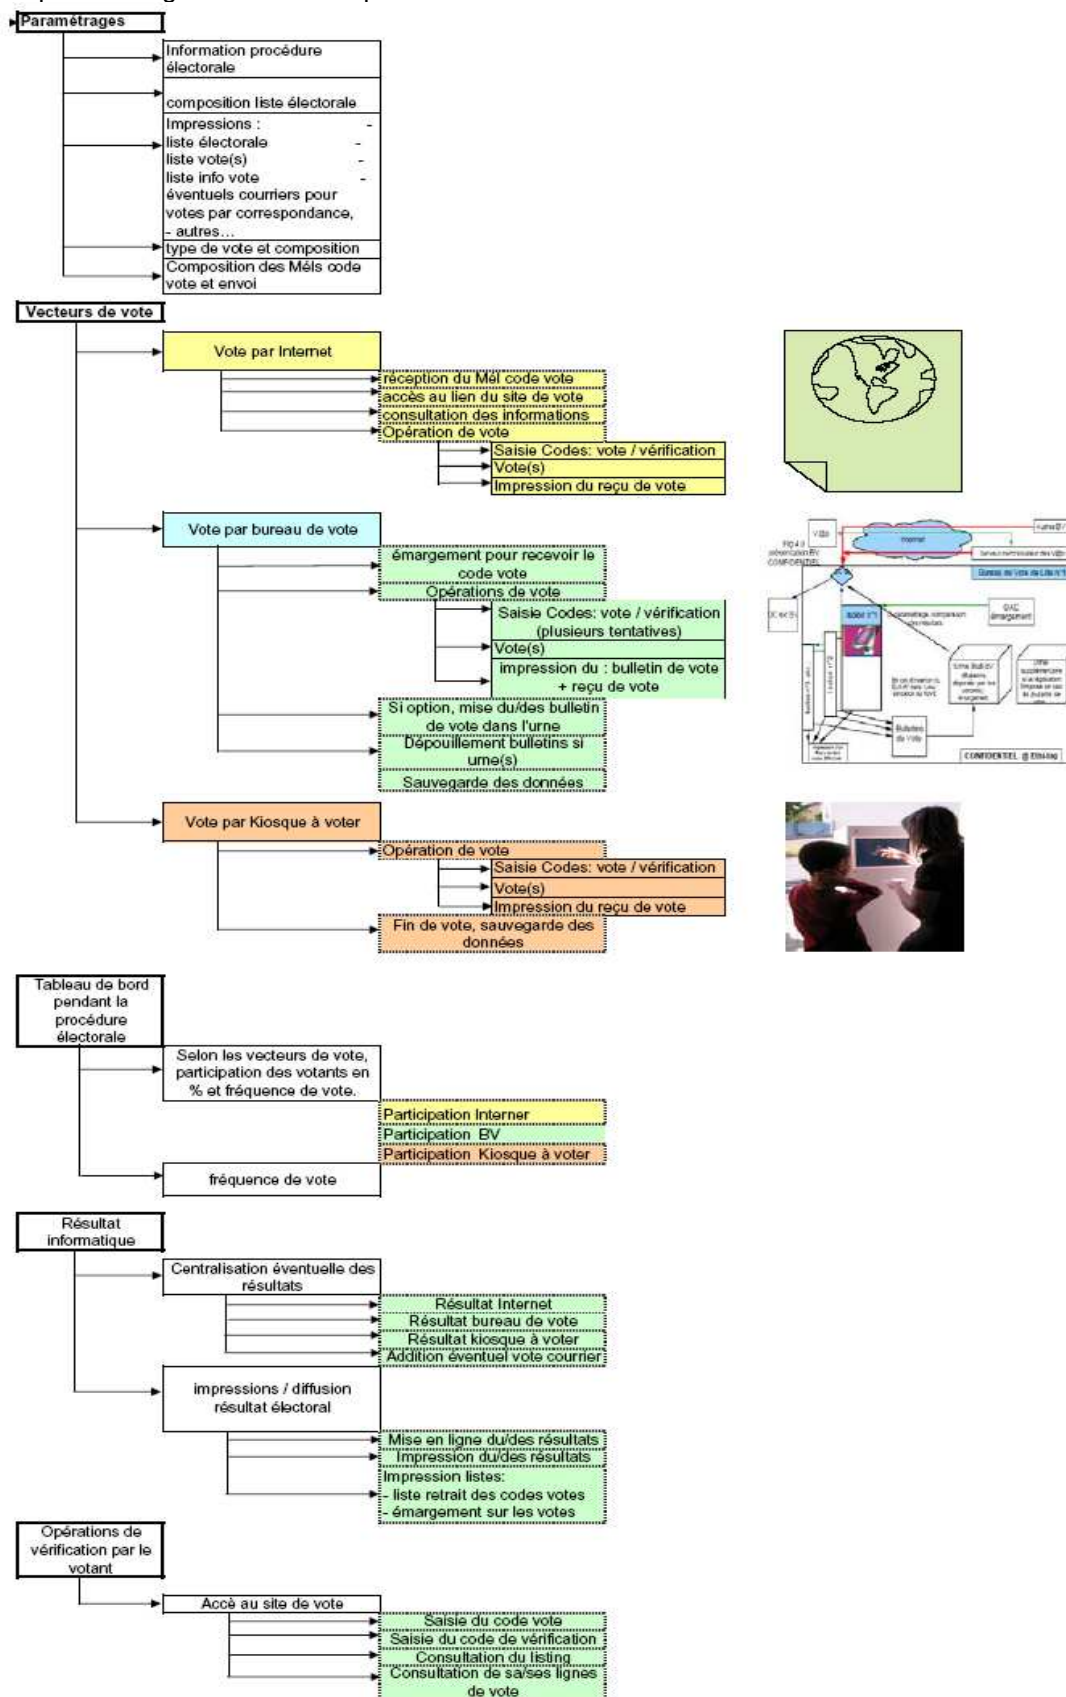 Paramétrages
Information procédure
électorale
composition liste électorale
Impressions : -
liste électorale -
liste vote(s) -
liste info vote -
éventuels courriers pour
votes par correspondance,
- autres...
type de vote et composition
Composition des Méls code
vote et envoi
Vecteurs de vote
Vote par Internet
réception du Mél code vote
accès au lien du site de vote
consultation des informations
Opération de vote
Saisie Codes: vote / vérification
Vote(s)
Impression du reçu de vote
Vote par bureau de vote
émargement pour recevoir le
code vote
Opérations de vote
Saisie Codes: vote / vérification
(plusieurs tentatives)
Vote(s)
impression du : bulletin de vote
+ reçu de vote
Si option, mise du/des bulletin
de vote dans l'urne
Dépouillement bulletins si
urne(s)
Sauvegarde des données
Internet
CONFIDENTIEL
émargement
Bulletins
de Vote
CONFIDENTIEL
Vote par Kiosque à voter
Opération de vote
Saisie Codes: vote / vérification
Vote(s)
Impression du reçu de vote
Fin de vote, sauvegarde des
données
Tableau de bord
pendant la
procédure
électorale
Selon les vecteurs de vote,
participation des votants en
% et fréquence de vote.
Participation Interner
Participation BV
Participation Kiosque à voter
fréquence de vote
Résultat
informatique
Centralisation éventuelle des
résultats
Résultat Internet
Résultat bureau de vote
Résultat kiosque à voter
Addition éventuel vote courrier
impressions / diffusion
résultat électoral
Mise en ligne du/des résultats
Impression du/des résultats
Impression listes:
- liste retrait des codes votes
- émargement sur les votes
Opérations de
vérification par le
votant
Accè au site de vote
Saisie du code vote
Saisie du code de vérification
Consultation du listing
Consultation de sa/ses lignes
de vote